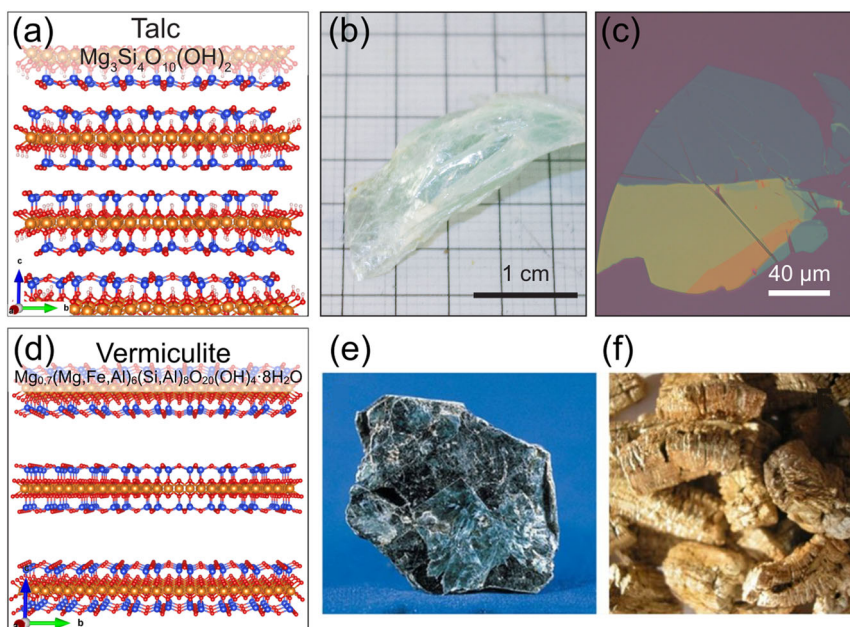 (a)
Talc
Mg₃Si₄O₁₀(OH)₂
c
a
b
(b)
1 cm
(c)
40 µm
(d)
Vermiculite
Mg₀.₇(Mg,Fe,Al)₆(Si,Al)₈O₂₀(OH)₄·8H₂O
b
(e)
(f)